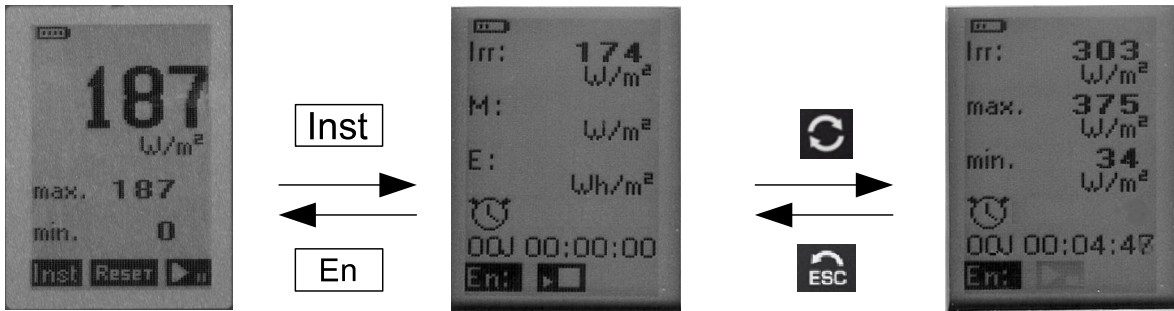 187
W/m²
max. 187
min. 0
Inst Reset
Inst
En
Irr: 174
W/m²
M:
W/m²
E:
Wh/m²
00J 00:00:00
En:
ESC
Irr: 303
W/m²
max. 375
W/m²
min. 34
W/m²
00J 00:04:47
En: